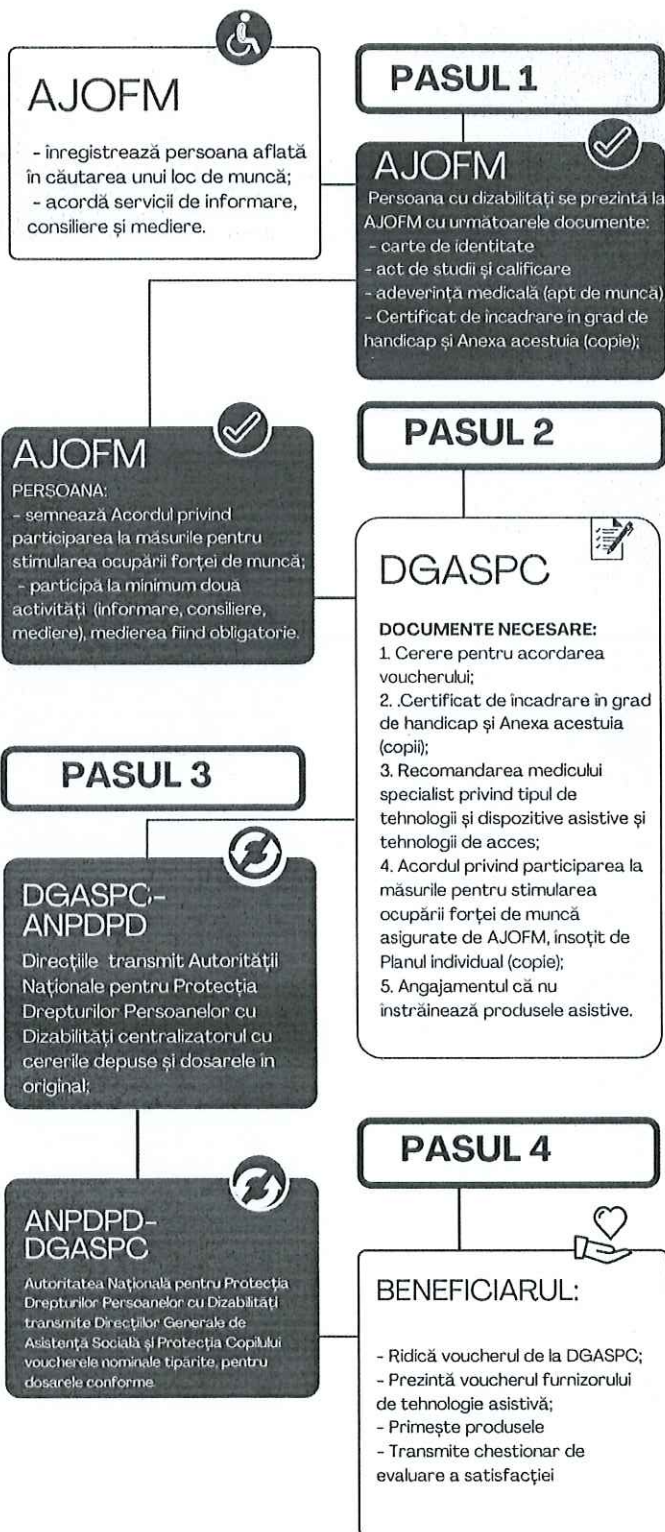 AJOFM
- înregistrează persoana aflată
în căutarea unui loc de muncă;
- acordă servicii de informare,
consiliere și mediere.
PASUL 1
AJOFM
Persoana cu dizabilități se prezintă la
AJOFM cu următoarele documente:
- carte de identitate
- act de studii și calificare
- adeverință medicală (apt de muncă)
- Certificat de încadrare în grad de
handicap și Anexa acestuia (copie);
AJOFM
PERSOANA:
- semnează Acordul privind
participarea la măsurile pentru
stimularea ocupării forței de muncă;
- participă la minimum două
activități (informare, consiliere,
mediere), medierea fiind obligatorie.
PASUL 2
DGASPC
DOCUMENTE NECESARE:
1. Cerere pentru acordarea
voucherului;
2. .Certificat de încadrare în grad
de handicap și Anexa acestuia
(copii);
3. Recomandarea medicului
specialist privind tipul de
tehnologii și dispozitive asistive și
tehnologii de acces;
4. Acordul privind participarea la
măsurile pentru stimularea
ocupării forței de muncă
asigurate de AJOFM, însoțit de
Planul individual (copie);
5. Angajamentul că nu
înstrăinează produsele asistive.
PASUL 3
DGASPC-
ANPDPD
Direcțiile transmit Autorității
Naționale pentru Protecția
Drepturilor Persoanelor cu
Dizabilități centralizatorul cu
cererile depuse și dosarele în
original;
ANPDPD-
DGASPC
Autoritatea Națională pentru Protecția
Drepturilor Persoanelor cu Dizabilități
transmite Direcțiilor Generale de
Asistență Socială și Protecția Copilului
voucherele nominale tipărite, pentru
dosarele conforme.
PASUL 4
BENEFICIARUL:
- Ridică voucherul de la DGASPC;
- Prezintă voucherul furnizorului
de tehnologie asistivă;
- Primește produsele
- Transmite chestionar de
evaluare a satisfacției